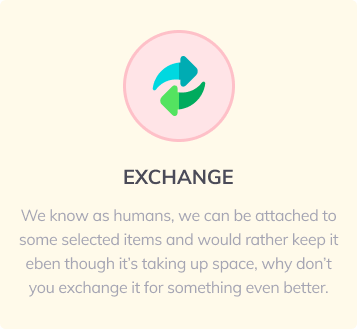 EXCHANGE
We know as humans, we can be attached to
some selected items and would rather keep it
eben though it’s taking up space, why don’t
you exchange it for something even better.